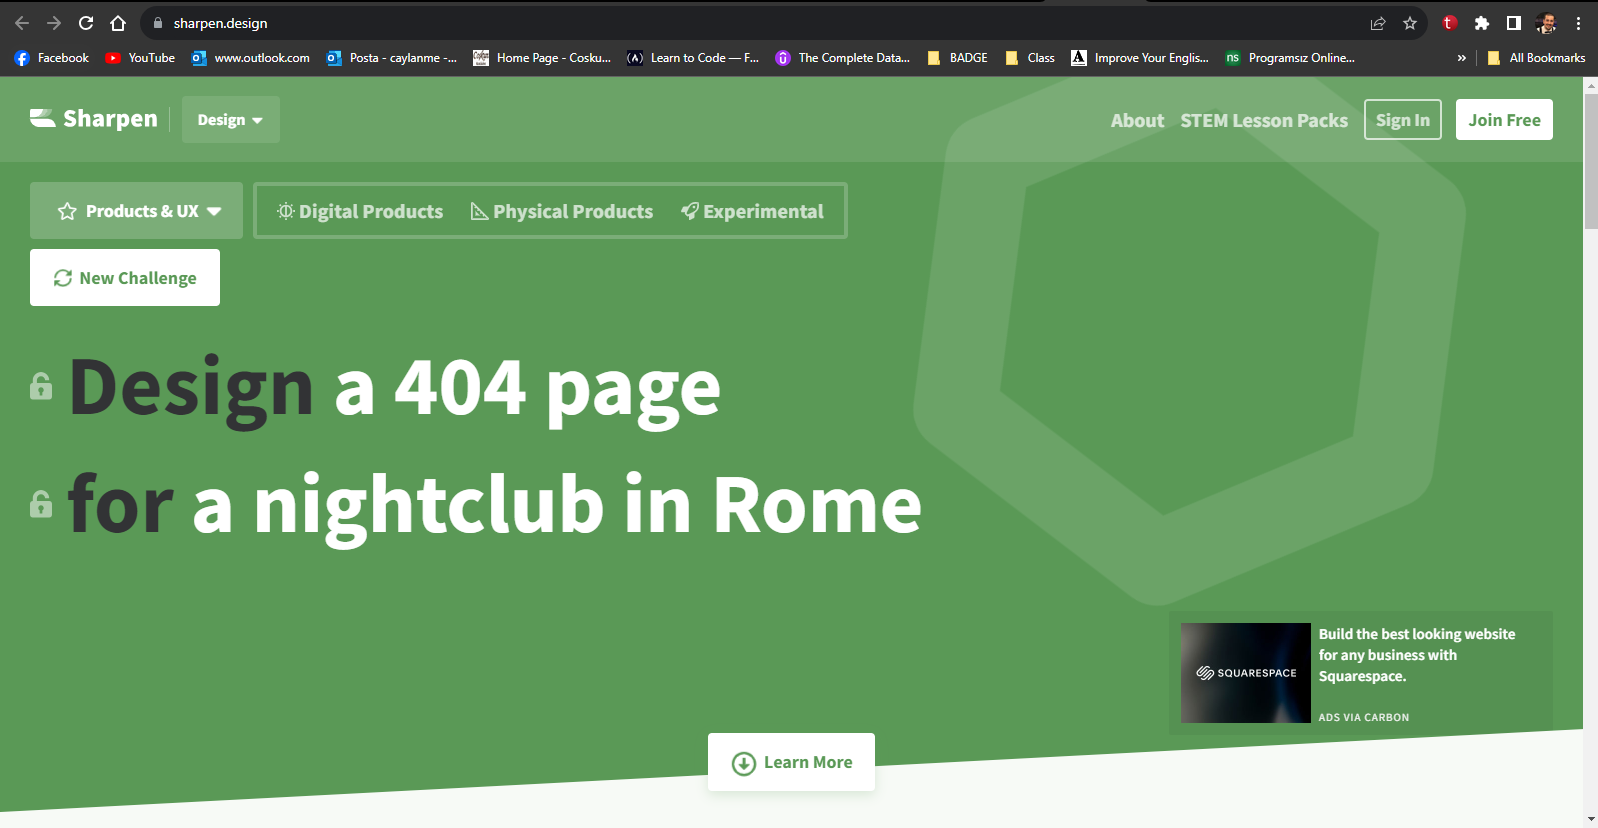 sharpen.design
Facebook YouTube www.outlook.com Posta - caylanme -... Home Page - Cosku... Learn to Code — F... The Complete Data... BADGE Class Improve Your Englis... Programsız Online... » All Bookmarks
Sharpen Design About STEM Lesson Packs Sign In Join Free
Products & UX Digital Products Physical Products Experimental
New Challenge
Design a 404 page
for a nightclub in Rome
SQUARESPACE
Build the best looking website
for any business with
Squarespace.
ADS VIA CARBON
Learn More